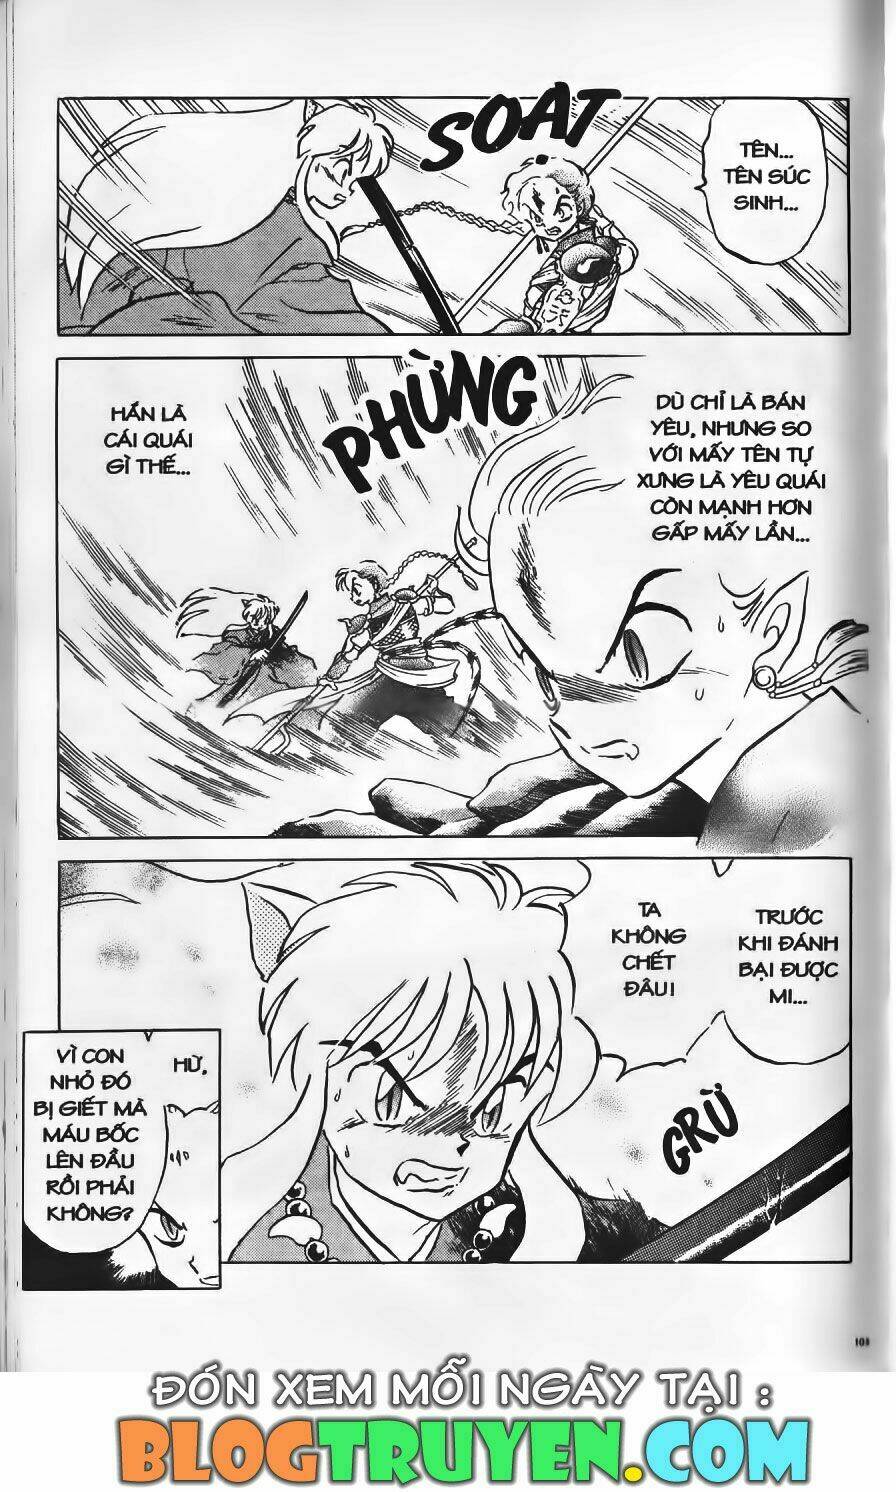 SOAT
TÊN...
TÊN SÚC
SINH...
DÙ CHỈ LÀ BÁN
YÊU, NHƯNG SO
VỚI MẤY TÊN TỰ
XƯNG LÀ YÊU QUÁI
CÒN MẠNH HƠN
GẤP MẤY LẦN...
PHỪNG
HẮN LÀ
CÁI QUÁI
GÌ THẾ...
TRƯỚC
KHI ĐÁNH
BẠI ĐƯỢC
MI...
TA
KHÔNG
CHẾT
ĐÂU!
GRỪ
HỪ,
VÌ CON
NHỎ ĐÓ
BỊ GIẾT MÀ
MÁU BỐC
LÊN ĐẦU
RỒI PHẢI
KHÔNG?
103
ĐÓN XEM MỖI NGÀY TẠI :
BLOGTRUYEN.COM